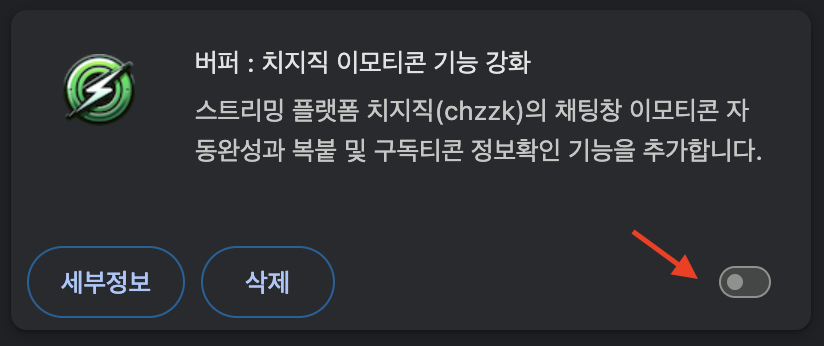 버퍼 : 치지직 이모티콘 기능 강화
스트리밍 플랫폼 치지직(chzzk)의 채팅창 이모티콘 자
동완성과 복붙 및 구독티콘 정보확인 기능을 추가합니다.
세부정보
삭제